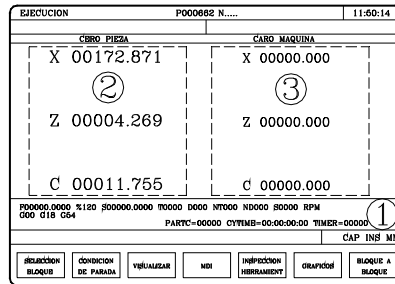 EJECUCION P000662 N..... 11:50:14
CERO PIEZA CARO MAQUINA
X 00172.871 X 00000.000
2 3
Z 00004.269 Z 00000.000
C 00011.755 C 00000.000
F00000.0000 %120 S00000.0000 T0000 D000 NT000 ND000 S0000 RPM
G00 G18 G54
PARTC=00000 CYTIME=00:00:00:00 TIMER=00000
1
CAP INS MM
SELECCION BLOQUE
CONDICION DE PARADA
VISUALIZAR
MDI
INSPECCION HERRAMIENT
GRAFICOS
BLOQUE A BLOQUE